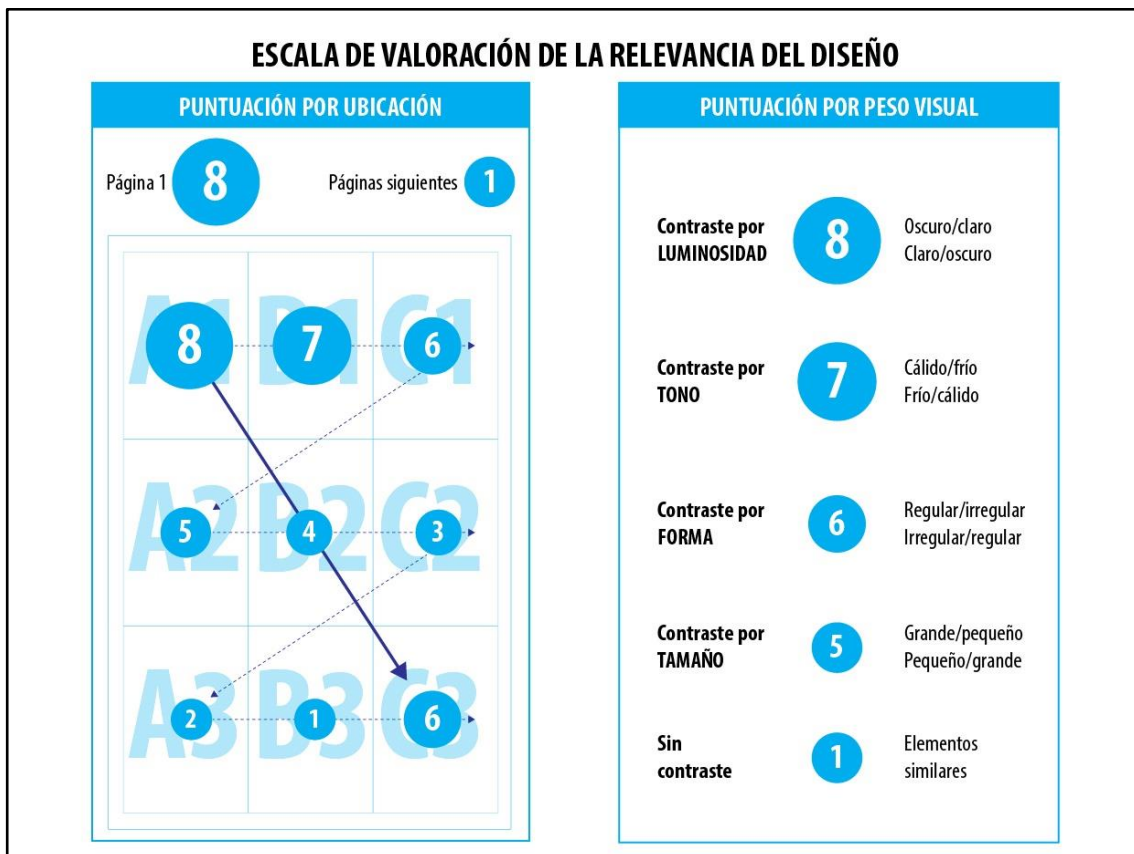 ESCALA DE VALORACIÓN DE LA RELEVANCIA DEL DISEÑO
PUNTUACIÓN POR UBICACIÓN
Página 1
8
Páginas siguientes
1
A1
B1
C1
8
7
6
A2
B2
C2
5
4
3
A3
B3
C3
2
1
6
PUNTUACIÓN POR PESO VISUAL
Contraste por
LUMINOSIDAD
8
Oscuro/claro
Claro/oscuro
Contraste por
TONO
7
Cálido/frío
Frío/cálido
Contraste por
FORMA
6
Regular/irregular
Irregular/regular
Contraste por
TAMAÑO
5
Grande/pequeño
Pequeño/grande
Sin
contraste
1
Elementos
similares